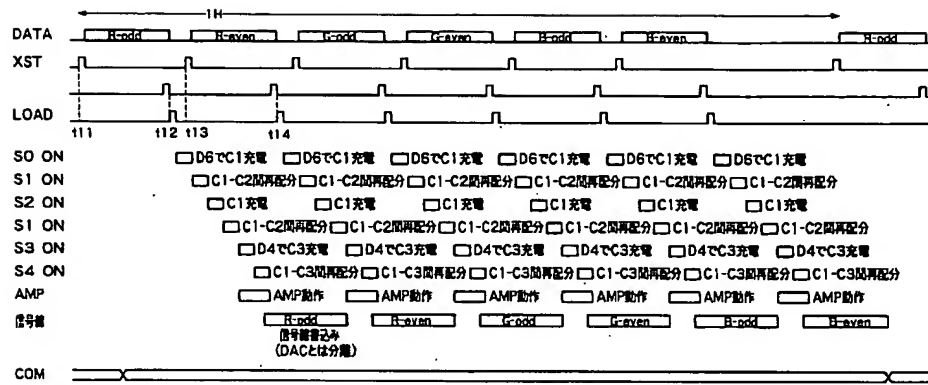 1H
DATA R-odd R-even G-odd G-even B-odd B-even R-odd
XST
LOAD
t11 t12 t13 t14
S0 ON D6でC1充電 D6でC1充電 D6でC1充電 D6でC1充電 D6でC1充電 D6でC1充電
S1 ON C1-C2間再配分 C1-C2間再配分 C1-C2間再配分 C1-C2間再配分 C1-C2間再配分 C1-C2間再配分
S2 ON C1充電 C1充電 C1充電 C1充電 C1充電 C1充電
S1 ON C1-C2間再配分 C1-C2間再配分 C1-C2間再配分 C1-C2間再配分 C1-C2間再配分 C1-C2間再配分
S3 ON D4でC3充電 D4でC3充電 D4でC3充電 D4でC3充電 D4でC3充電 D4でC3充電
S4 ON C1-C3間再配分 C1-C3間再配分 C1-C3間再配分 C1-C3間再配分 C1-C3間再配分 C1-C3間再配分
AMP AMP動作 AMP動作 AMP動作 AMP動作 AMP動作 AMP動作
信号線 R-odd R-even G-odd G-even B-odd B-even
信号線書込み
(DACとは分離)
COM